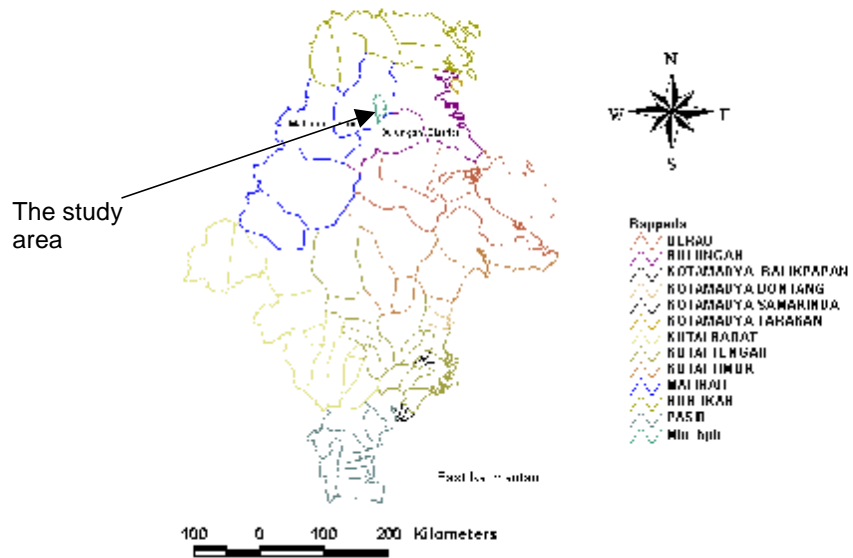 N
W
S
The study
area
BERAU
BULUNGAN
KOTAMADYA BALIKPAPAN
KOTAMADYA BONTANG
KOTAMADYA SAMARINDA
KOTAMADYA TARAKAN
KUTAI BARAT
KUTAI TENGAH
KUTAI TIMUR
MALINAU
NUNUKAN
PASIR
East Kalimantan
100 0 100 200 Kilometers